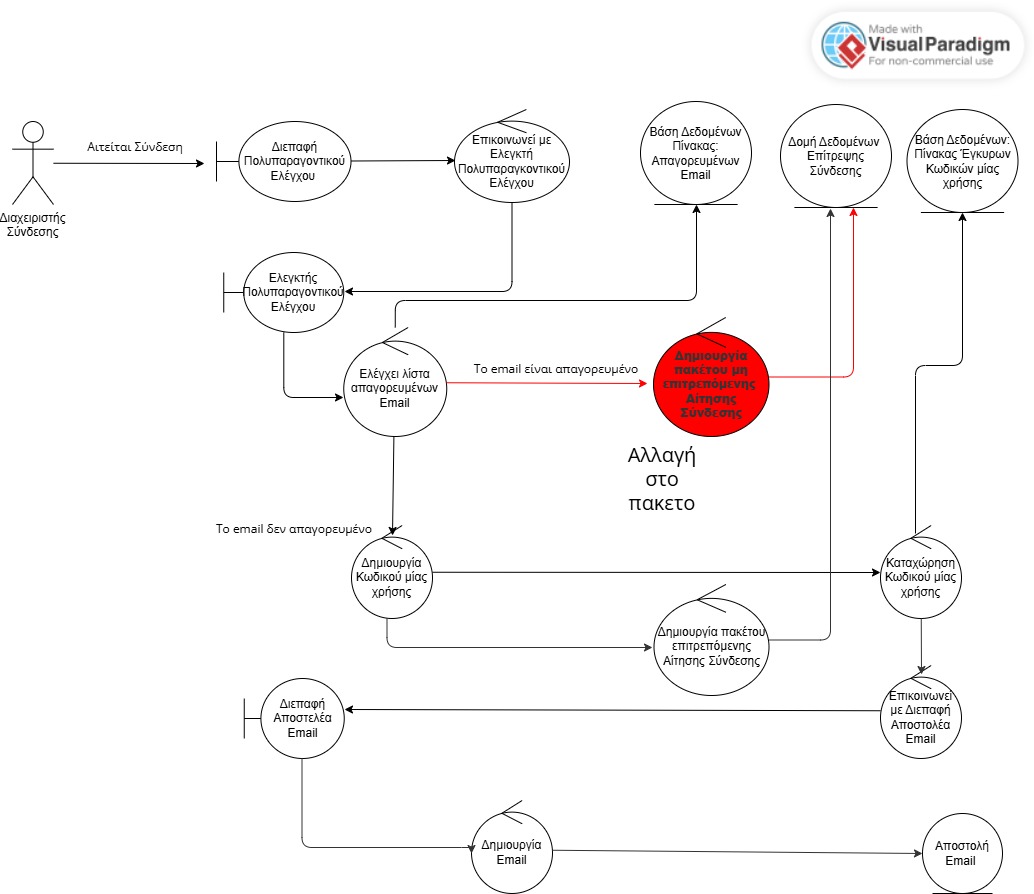 Made with
Visual Paradigm
For non-commercial use
Αιτείται Σύνδεση
Διαχειριστής
Σύνδεσης
Διεπαφή
Πολυπαραγοντικού
Ελέγχου
Επικοινωνεί με
Ελεγκτή
Πολυπαραγκοντικού
Ελέγχου
Βάση Δεδομένων
Πίνακας:
Απαγορευμένων
Email
Δομή Δεδομένων
Επίτρεψης
Σύνδεσης
Βάση Δεδομένων:
Πίνακας Έγκυρων
Κωδικών μίας
χρήσης
Ελεγκτής
Πολυπαραγοντικού
Ελέγχου
Ελέγχει λίστα
απαγορευμένων
Email
Το email είναι απαγορευμένο
Δημιουργία
πακέτου μη
επιτρεπόμενης
Αίτησης
Σύνδεσης
Αλλαγή
στο
πακετο
Το email δεν απαγορευμένο
Δημιουργία
Κωδικού μίας
χρήσης
Καταχώρηση
Κωδικού μίας
χρήσης
Δημιουργία πακέτου
επιτρεπόμενης
Αίτησης Σύνδεσης
Διεπαφή
Αποστελέα
Email
Επικοινωνεί
με Διεπαφή
Αποστολέα
Email
Δημιουργία
Email
Αποστολή
Email